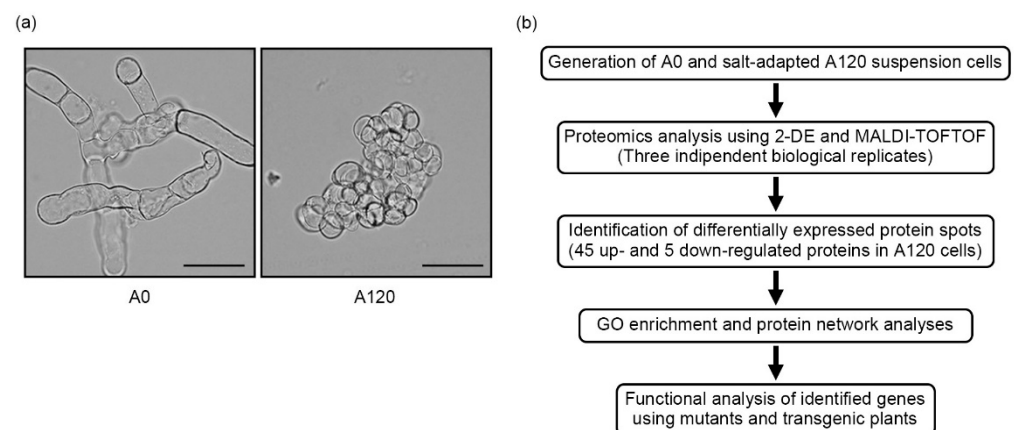 (a)
A0
A120
(b)
Generation of A0 and salt-adapted A120 suspension cells
Proteomics analysis using 2-DE and MALDI-TOFTOF
(Three indipendent biological replicates)
Identification of differentially expressed protein spots
(45 up- and 5 down-regulated proteins in A120 cells)
GO enrichment and protein network analyses
Functional analysis of identified genes
using mutants and transgenic plants